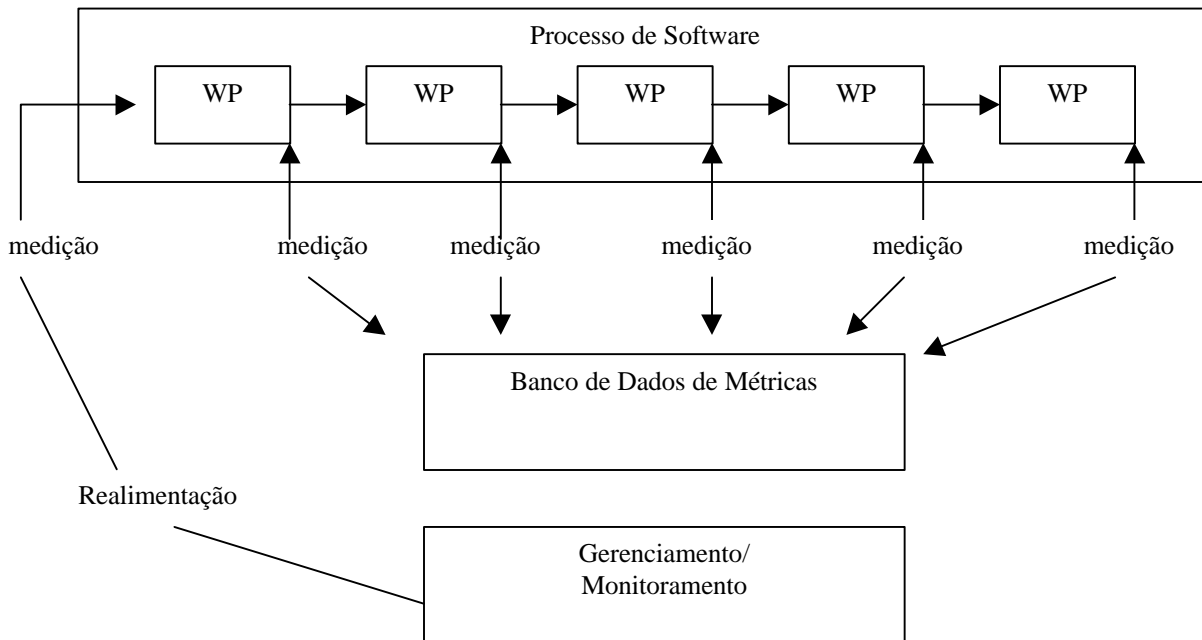 Processo de Software
WP WP WP WP WP
medição medição medição medição medição medição
Banco de Dados de Métricas
Realimentação
Gerenciamento/
Monitoramento